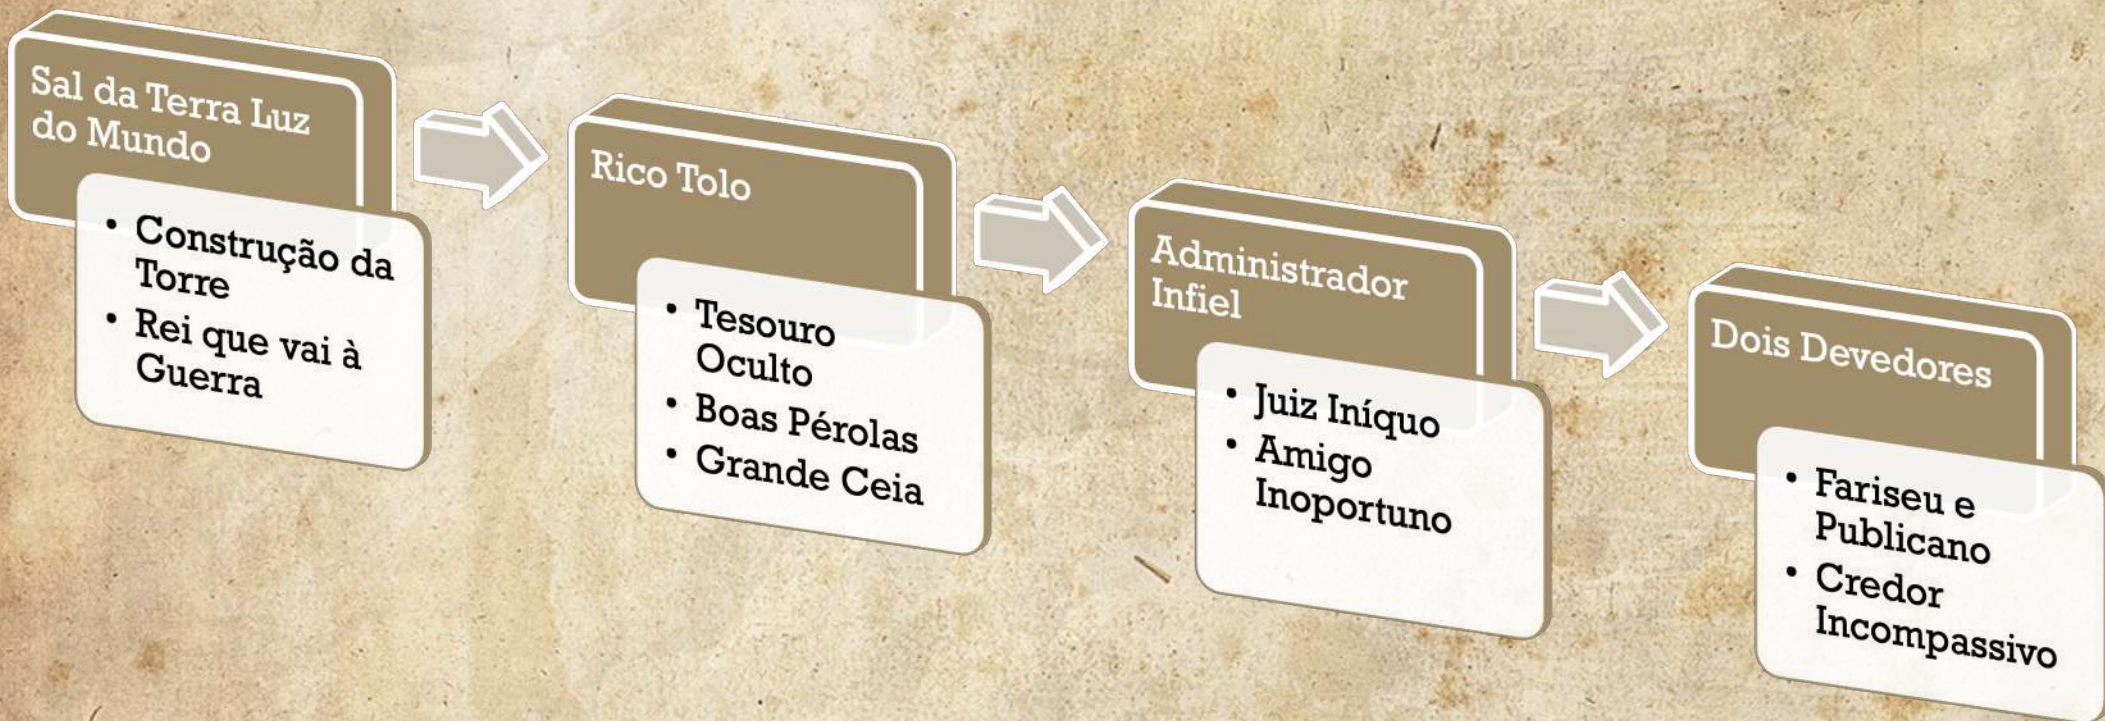 Sal da Terra Luz
do Mundo
• Construção da
Torre
• Rei que vai à
Guerra
Rico Tolo
• Tesouro
Oculto
• Boas Pérolas
• Grande Ceia
Administrador
Infiel
• Juiz Iníquo
• Amigo
Inoportuno
Dois Devedores
• Fariseu e
Publicano
• Credor
Incompassivo